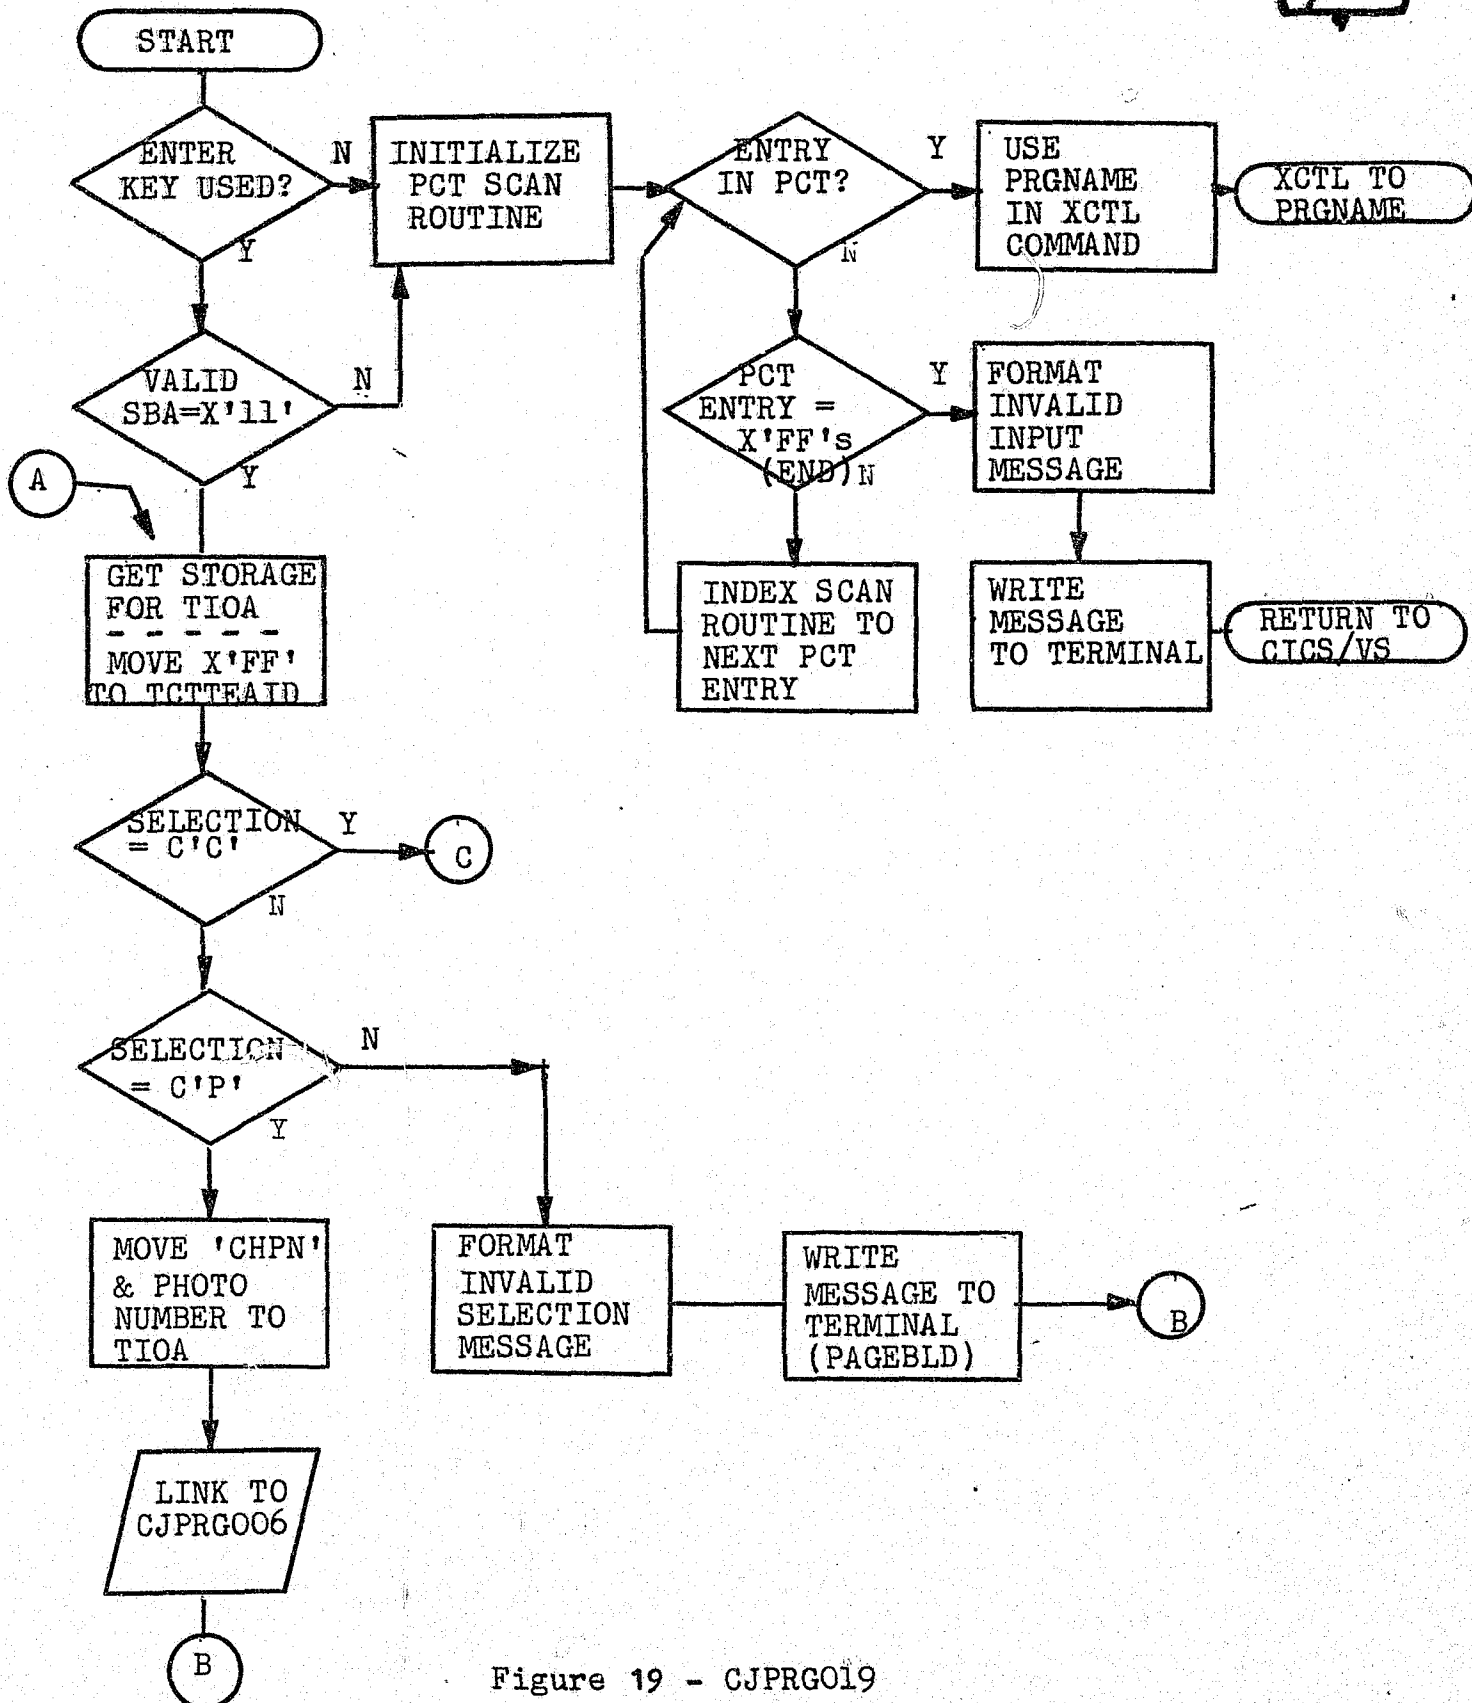 START
ENTER
KEY USED?
N
Y
INITIALIZE
PCT SCAN
ROUTINE
ENTRY
IN PCT?
Y
N
USE
PRGNAME
IN XCTL
COMMAND
XCTL TO
PRGNAME
VALID
SBA=X'11'
N
Y
PCT
ENTRY =
X'FF's
(END)
N
Y
FORMAT
INVALID
INPUT
MESSAGE
A
GET STORAGE
FOR TIOA
- - - - -
MOVE X'FF'
TO TCTTEAID
INDEX SCAN
ROUTINE TO
NEXT PCT
ENTRY
WRITE
MESSAGE
TO TERMINAL
RETURN TO
CICS/VS
SELECTION
= C'C'
Y
N
C
SELECTION
= C'P'
N
Y
MOVE 'CHPN'
& PHOTO
NUMBER TO
TIOA
FORMAT
INVALID
SELECTION
MESSAGE
WRITE
MESSAGE TO
TERMINAL
(PAGEBLD)
B
LINK TO
CJPRG006
B
Figure 19 - CJPRG019